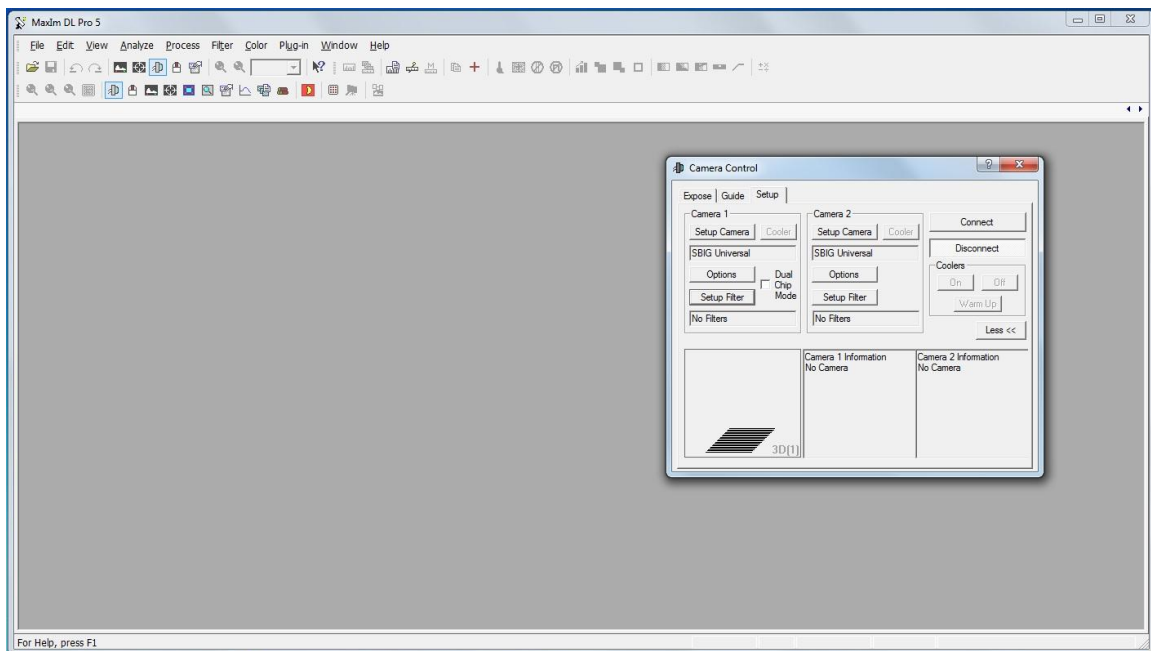 MaxIm DL Pro 5
File Edit View Analyze Process Filter Color Plug-in Window Help
Camera Control
Expose Guide Setup
Camera 1
Setup Camera Cooler
SBIG Universal
Options
Dual
Chip
Mode
Setup Filter
No Filters
Camera 2
Setup Camera Cooler
SBIG Universal
Options
Setup Filter
No Filters
Connect
Disconnect
Coolers
On Off
Warm Up
Less <<
3D[1]
Camera 1 Information
No Camera
Camera 2 Information
No Camera
For Help, press F1